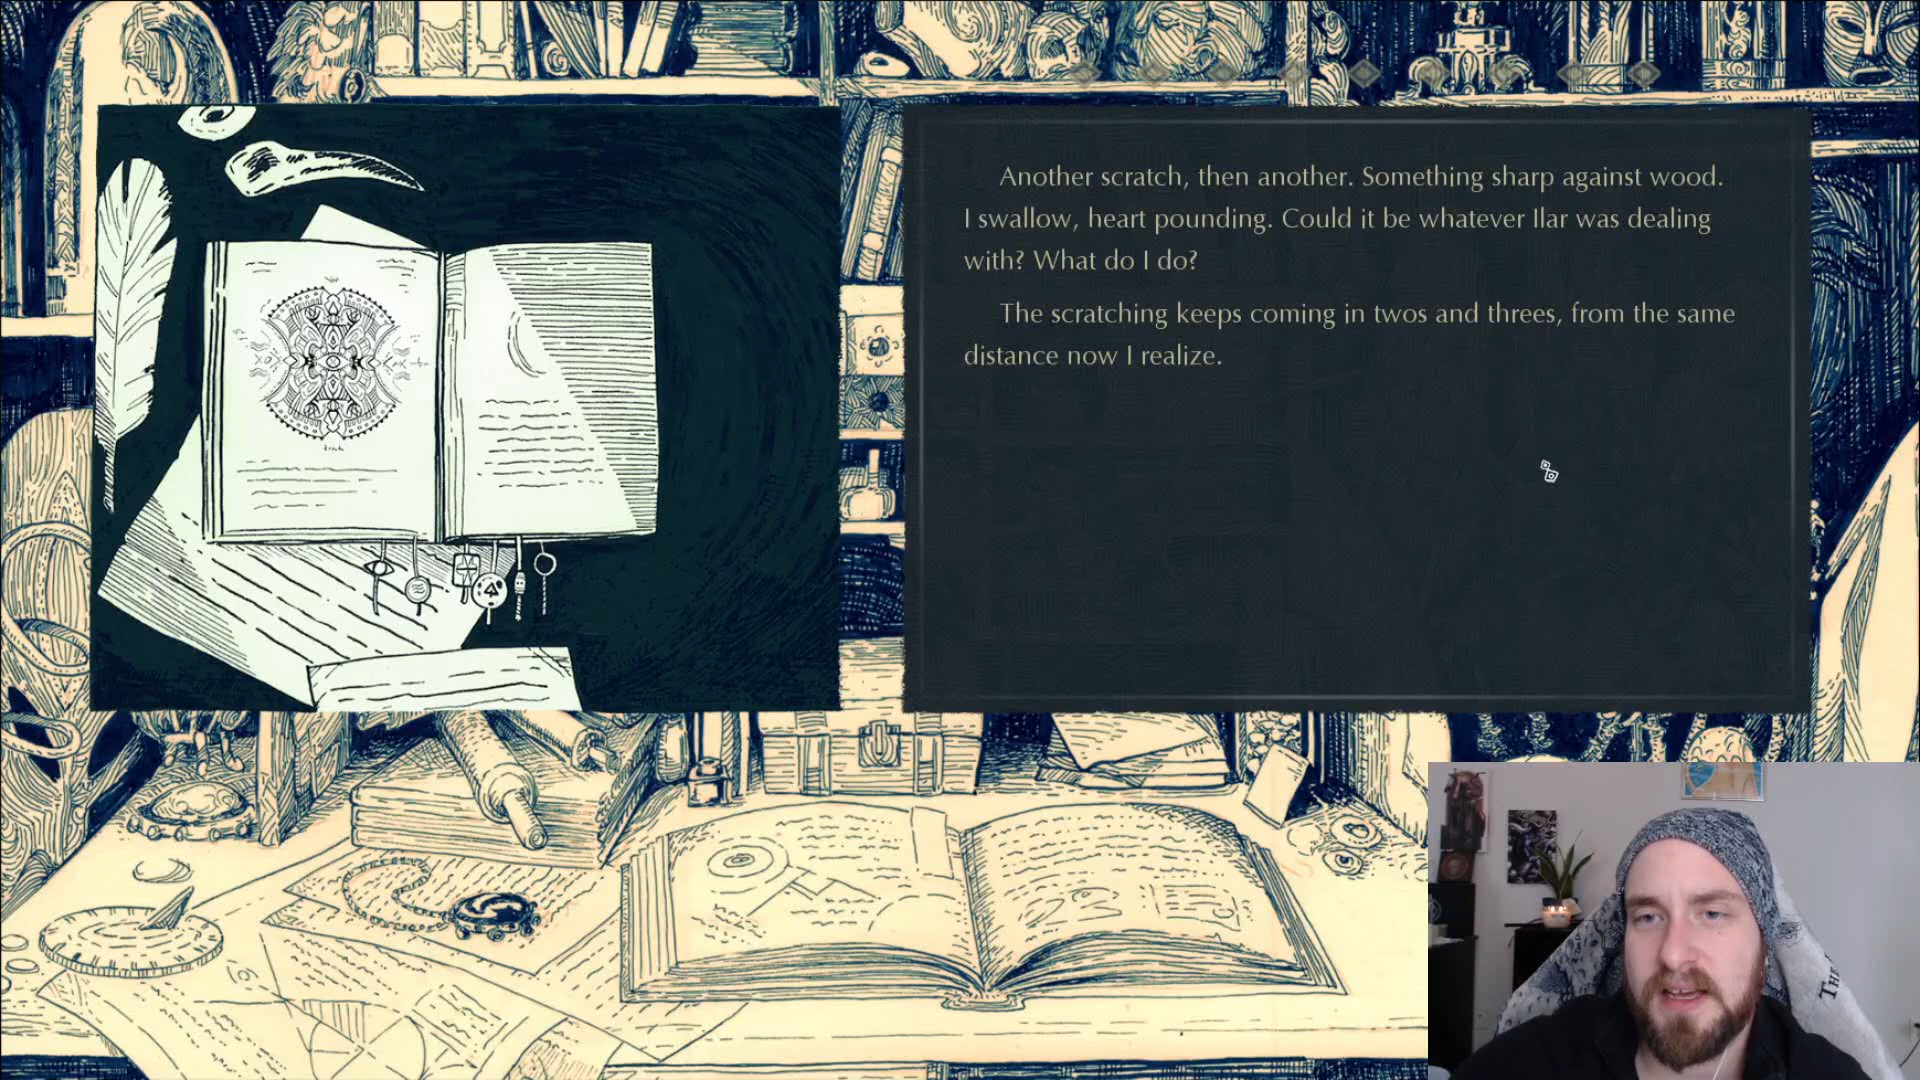 Another scratch, then another. Something sharp against wood.
I swallow, heart pounding. Could it be whatever Ilar was dealing
with? What do I do?
The scratching keeps coming in twos and threes, from the same
distance now I realize.